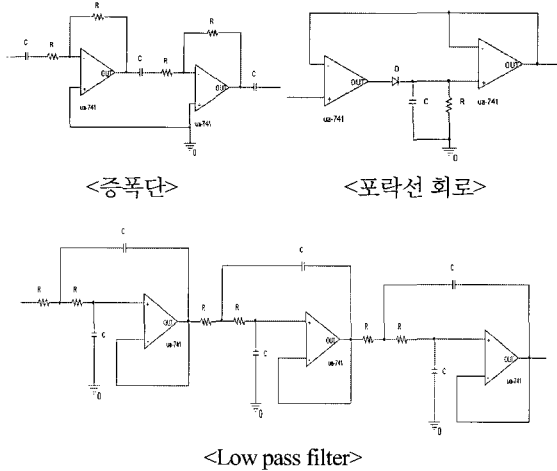 R R
C R C R C
OUT OUT
ua-741 ua-741
0
D
OUT OUT
C R
ua-741 ua-741
0
<증폭단>
<포락선 회로>
C C C
R R R R R R
OUT OUT OUT
C C C
ua-741 ua-741 ua-741
0 0 0
<Low pass filter>